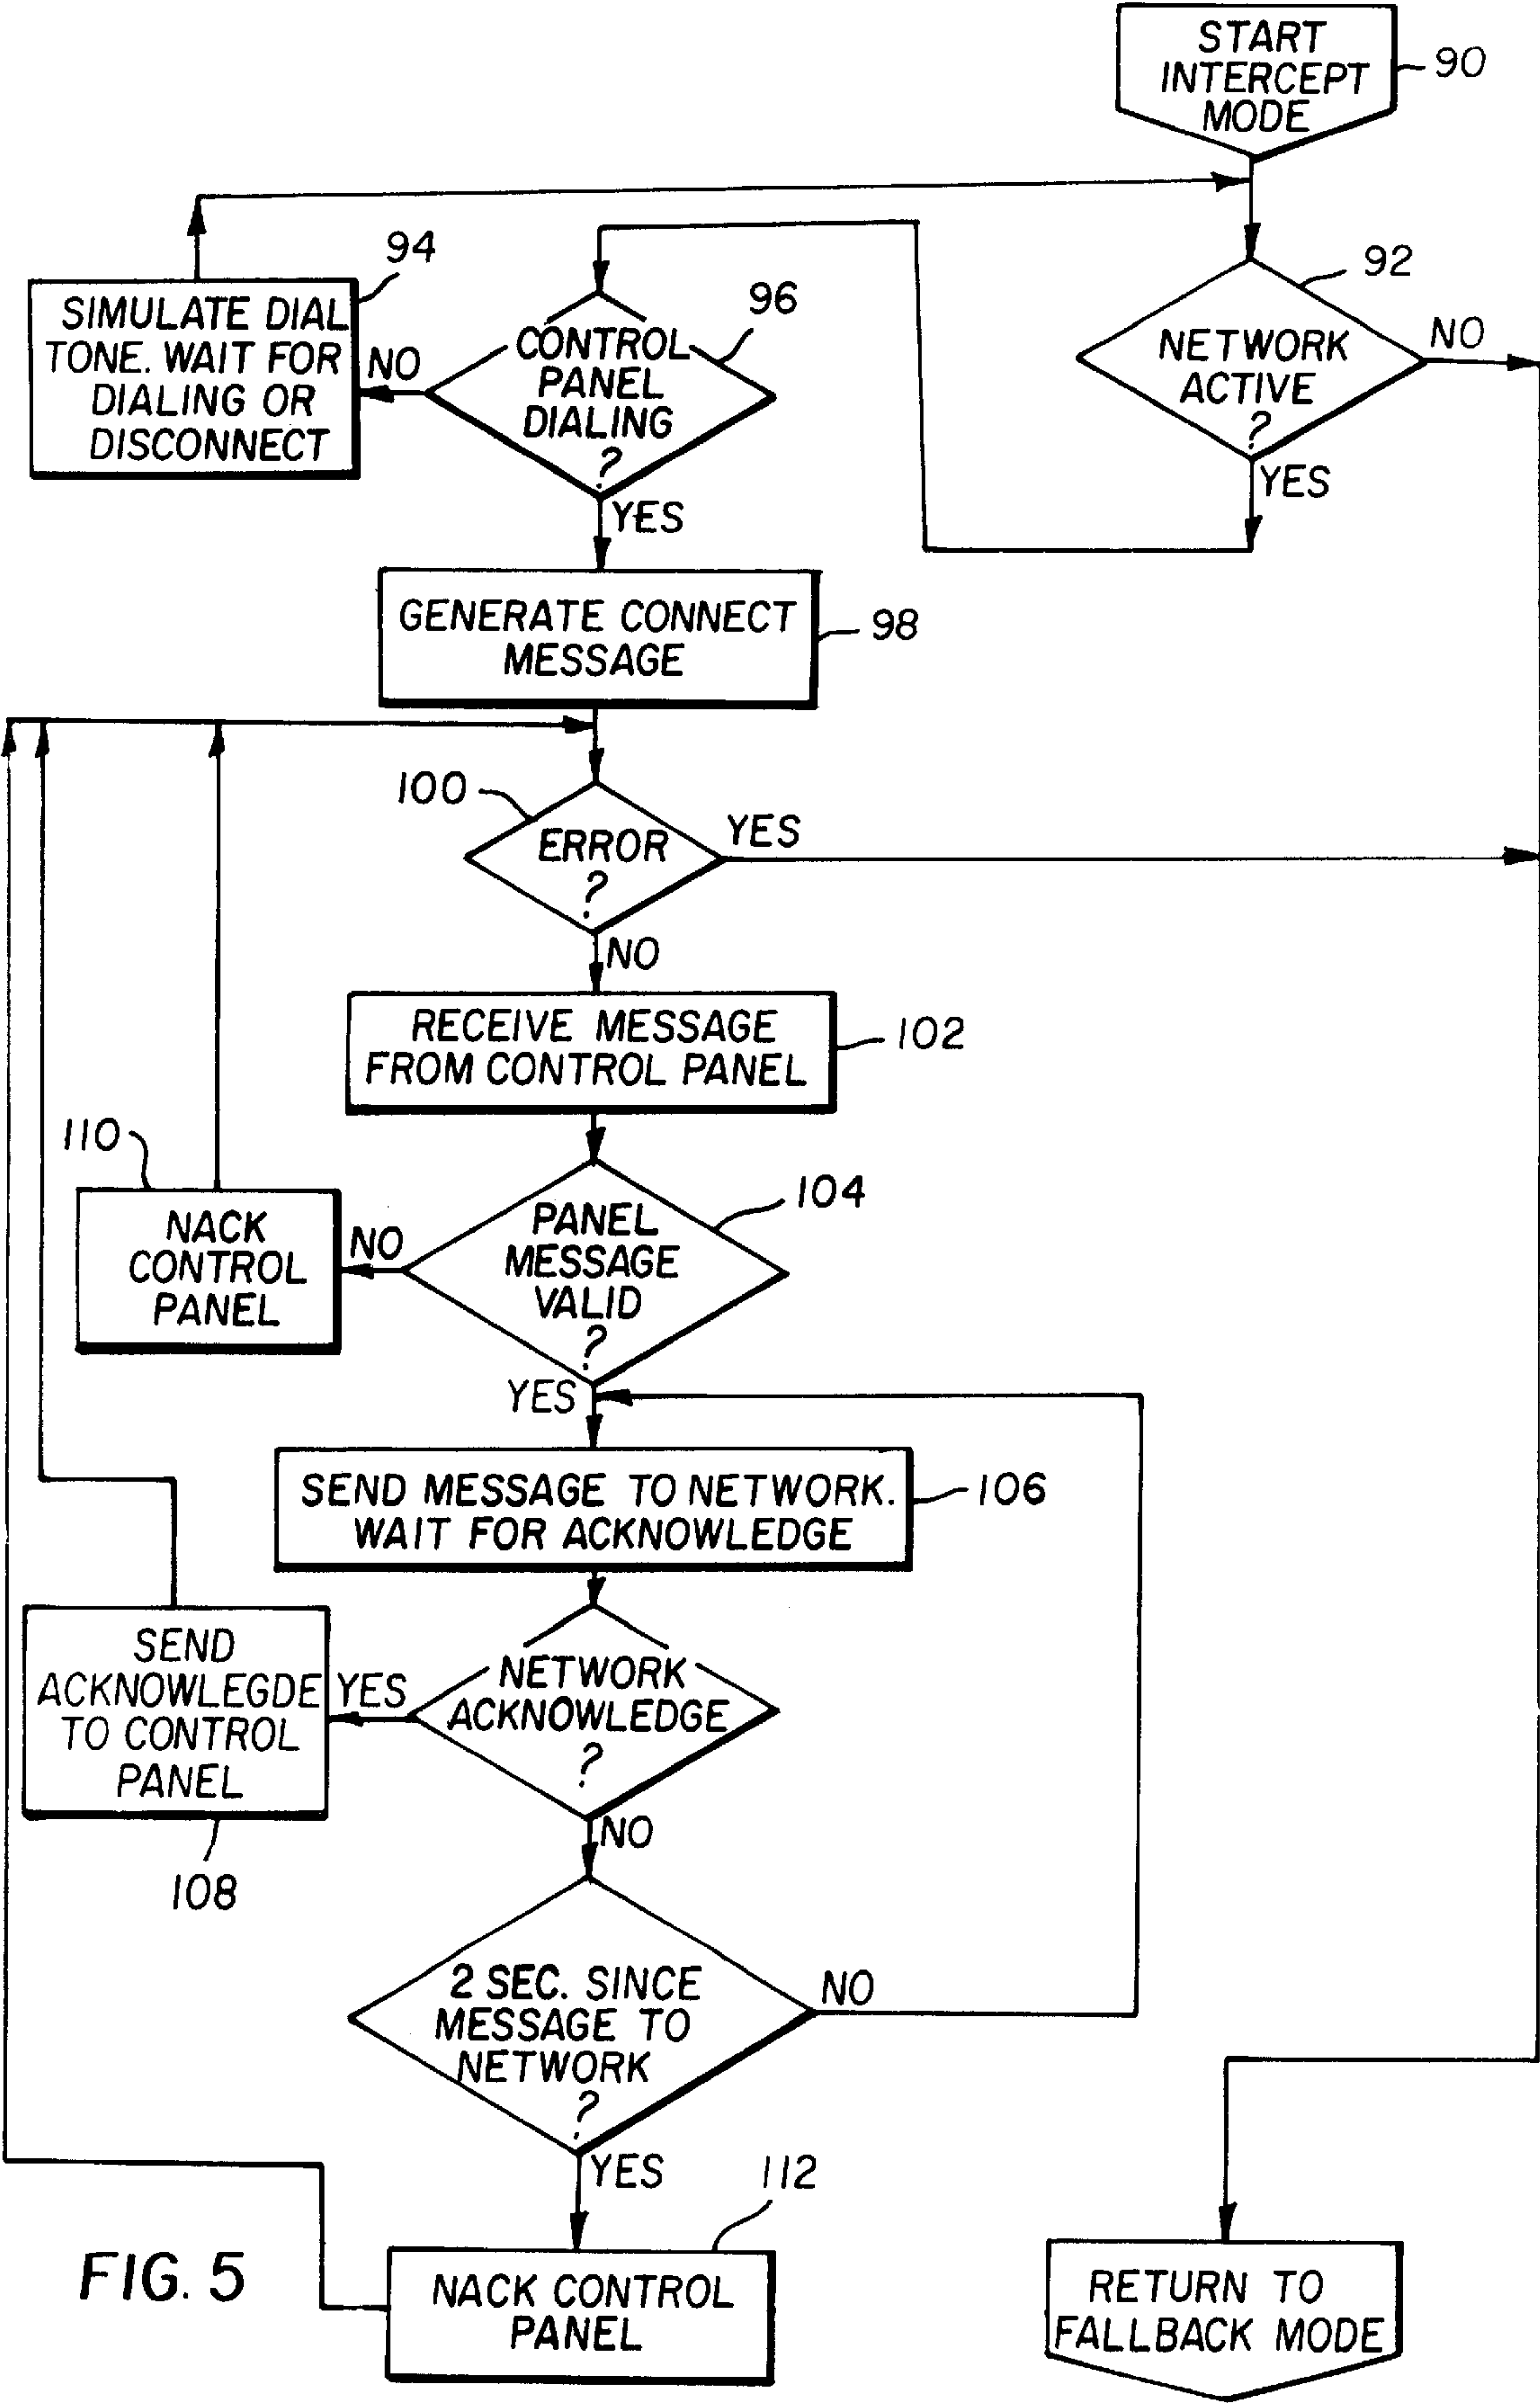 START
INTERCEPT
MODE
90
94
SIMULATE DIAL
TONE. WAIT FOR
DIALING OR
DISCONNECT
NO
96
CONTROL
PANEL
DIALING
?
YES
92
NETWORK
ACTIVE
?
NO
YES
GENERATE CONNECT
MESSAGE
98
100
ERROR
?
YES
NO
RECEIVE MESSAGE
FROM CONTROL PANEL
102
110
NACK
CONTROL
PANEL
NO
104
PANEL
MESSAGE
VALID
?
YES
SEND MESSAGE TO NETWORK.
WAIT FOR ACKNOWLEDGE
106
SEND
ACKNOWLEGDE
TO CONTROL
PANEL
108
YES
NETWORK
ACKNOWLEDGE
?
NO
2 SEC. SINCE
MESSAGE TO
NETWORK
?
NO
YES
112
NACK CONTROL
PANEL
RETURN TO
FALLBACK MODE
FIG. 5